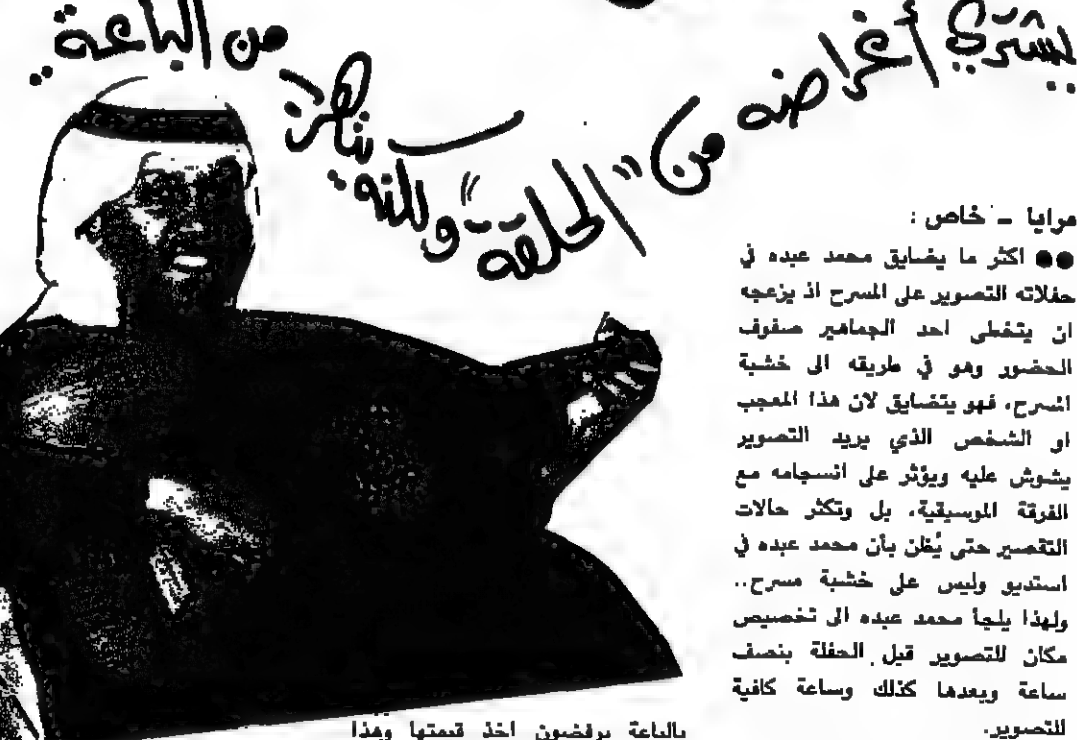 يشتري أغراضه من "الحلقة" ولكنه
من الباعة..
مرايا - خاص :
●● اكثر ما يضايق محمد عبده في
حفلاته التصوير على المسرح اذ يزعجه
ان يتخطى احد الجماهير صفوف
الحضور وهو في طريقه الى خشبة
المسرح، فهو يتضايق لان هذا المعجب
او الشخص الذي يريد التصوير
يشوش عليه ويؤثر على انسجامه مع
الفرقة الموسيقية، بل وتكثر حالات
التقصير حتى يُظن بأن محمد عبده في
استديو وليس على خشبة مسرح..
ولهذا يلجأ محمد عبده الى تخصيص
مكان للتصوير قبل الحفلة بنصف
ساعة وبعدها كذلك وساعة كافية
للتصوير.
بالباعة يرفضون اخذ قيمتها وهذا